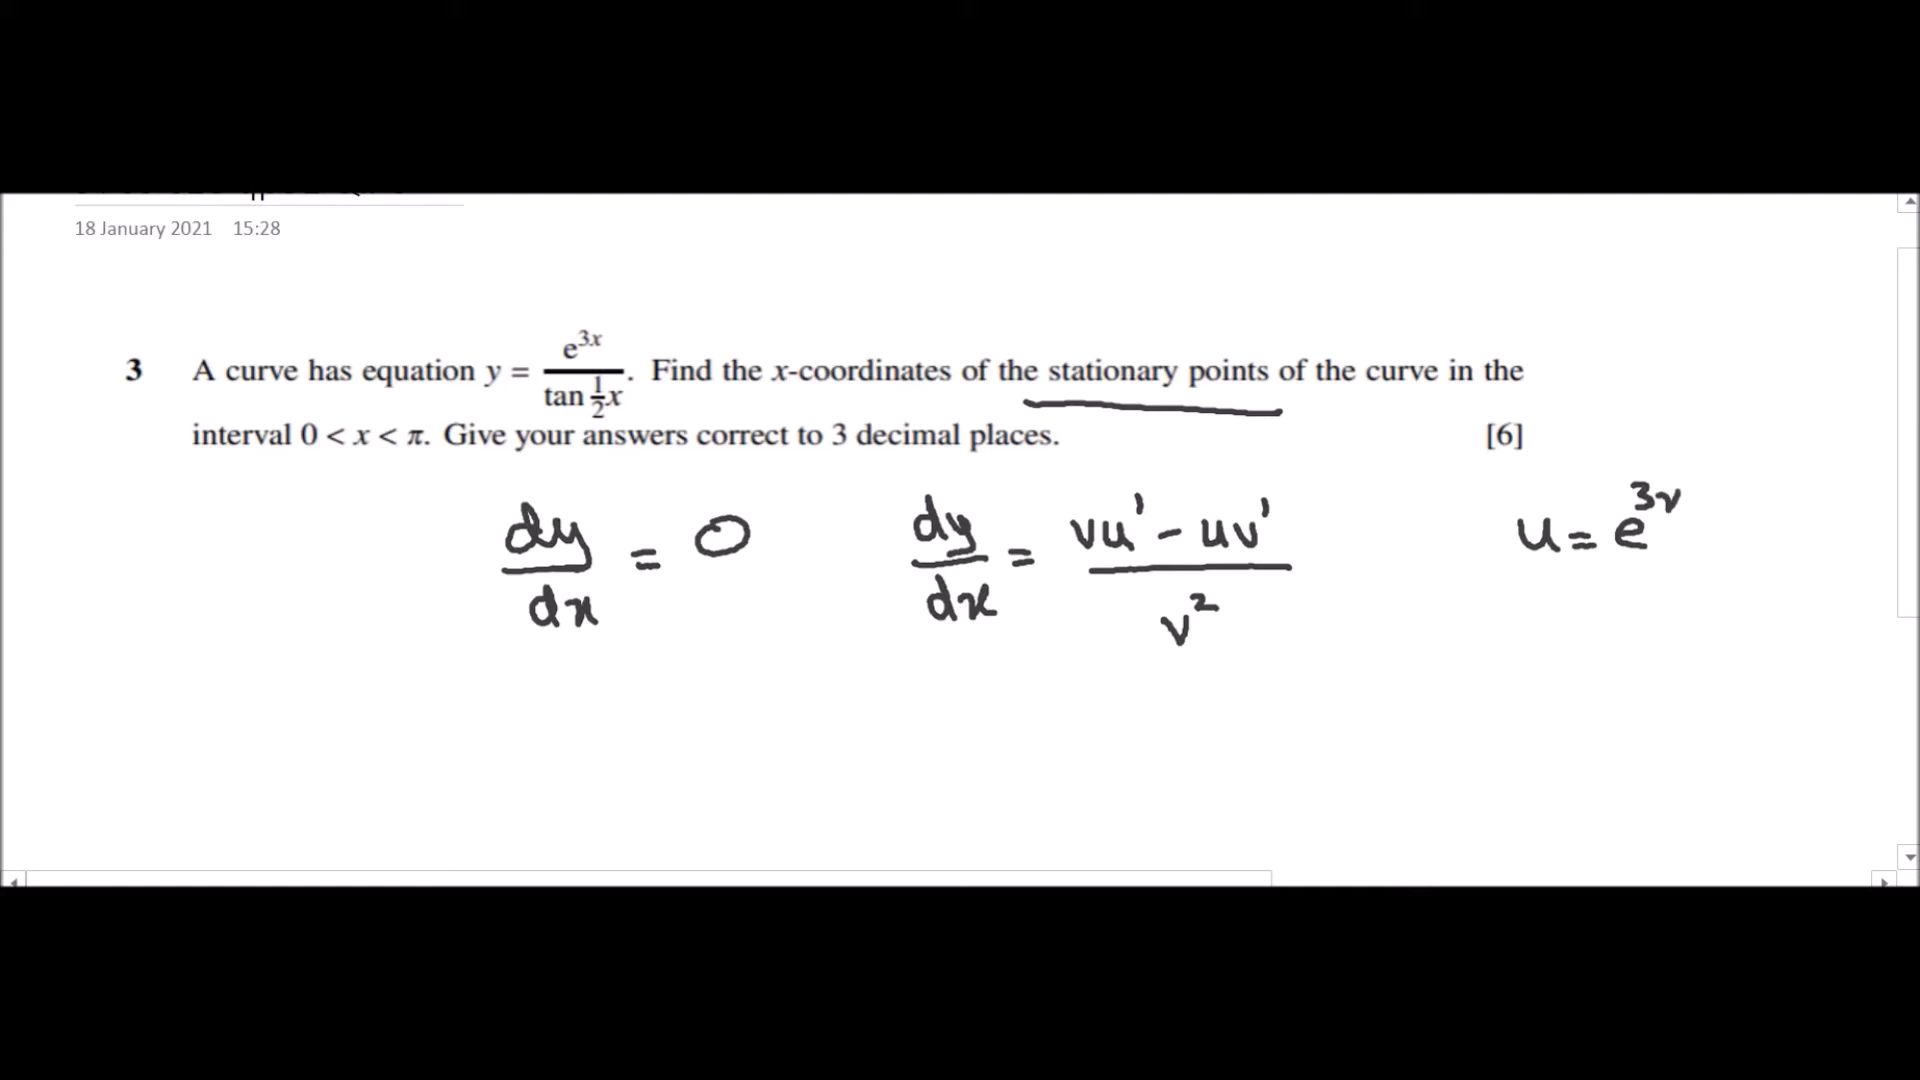 18 January 2021 15:28
3 A curve has equation y = e^{3x} / tan ½x. Find the x-coordinates of the stationary points of the curve in the
interval 0 < x < π. Give your answers correct to 3 decimal places. [6]
dy/dx = 0 dy/dx = (vu' - uv') / v² u = e^{3x}